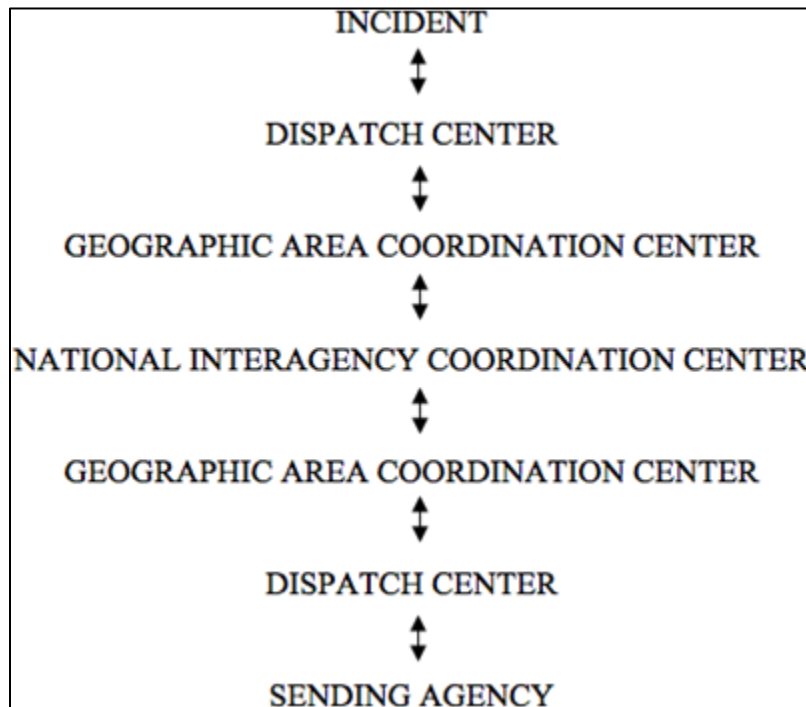 INCIDENT
DISPATCH CENTER
GEOGRAPHIC AREA COORDINATION CENTER
NATIONAL INTERAGENCY COORDINATION CENTER
GEOGRAPHIC AREA COORDINATION CENTER
DISPATCH CENTER
SENDING AGENCY